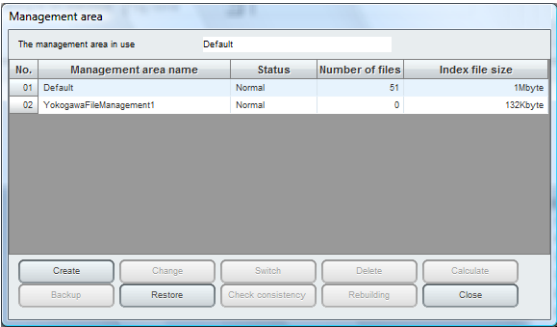 Management area
The management area in use Default
No. Management area name Status Number of files Index file size
01 Default Normal 51 1Mbyte
02 YokogawaFileManagement1 Normal 0 132Kbyte
Create Change Switch Delete Calculate
Backup Restore Check consistency Rebuilding Close